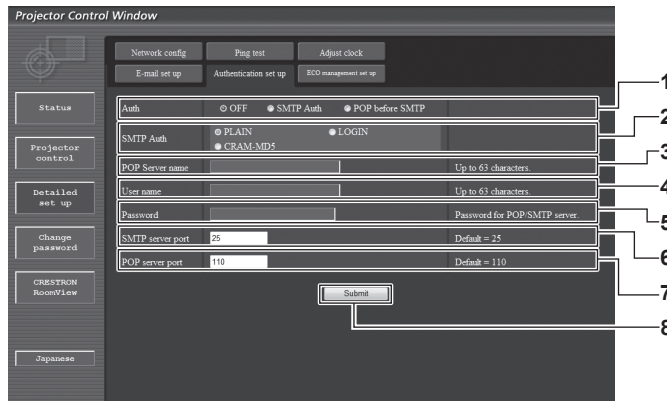 Projector Control Window
Network config
Ping test
Adjust clock
E-mail set up
Authentication set up
ECO management set up
Status
Projector
control
Detailed
set up
Change
password
CRESTRON
RoomView
Japanese
Auth
OFF
SMTP Auth
POP before SMTP
1
SMTP Auth
PLAIN
LOGIN
CRAM-MD5
2
POP Server name
Up to 63 characters.
3
User name
Up to 63 characters.
4
Password
Password for POP/SMTP server.
5
SMTP server port
25
Default = 25
6
POP server port
110
Default = 110
7
Submit
8